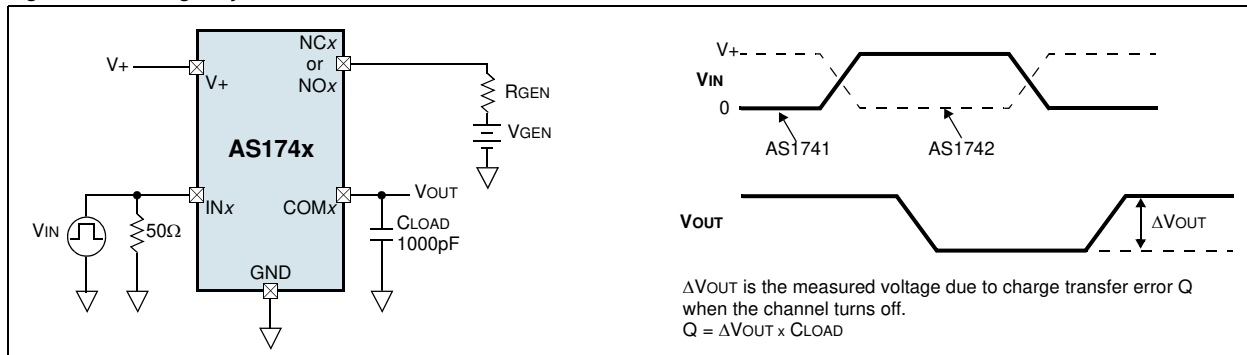 V+
V+
NCx
or
NOx
RGEN
VGEN
AS174x
INx
COMx
VOUT
VIN
50Ω
CLOAD
1000pF
GND
V+
VIN
0
AS1741
AS1742
VOUT
ΔVOUT
ΔVOUT is the measured voltage due to charge transfer error Q
when the channel turns off.
Q = ΔVOUT x CLOAD